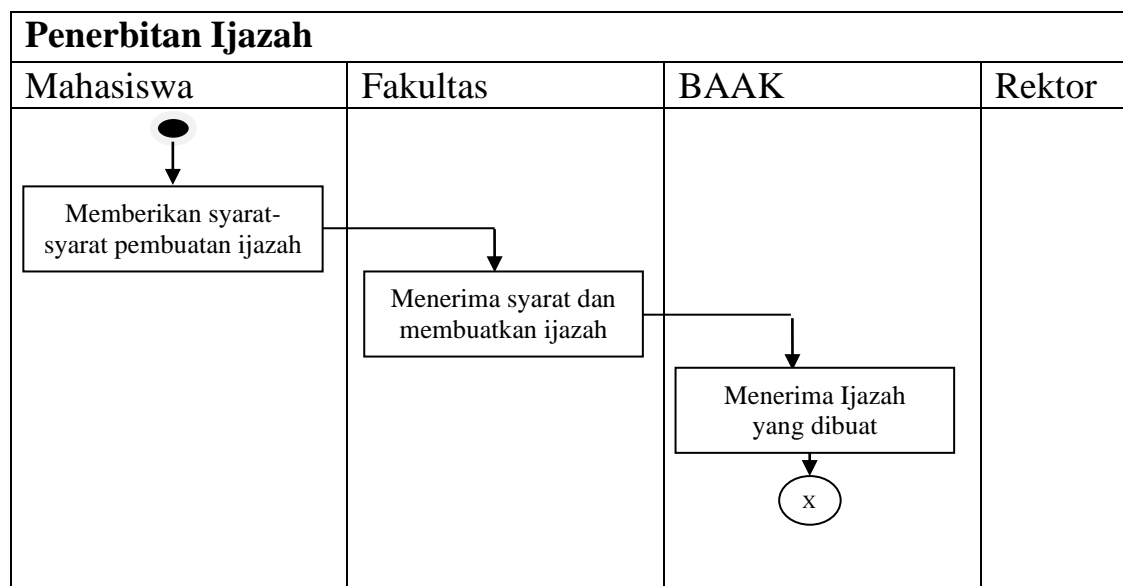 Penerbitan Ijazah
Mahasiswa
Fakultas
BAAK
Rektor
Memberikan syarat-
syarat pembuatan ijazah
Menerima syarat dan
membuatkan ijazah
Menerima Ijazah
yang dibuat
X